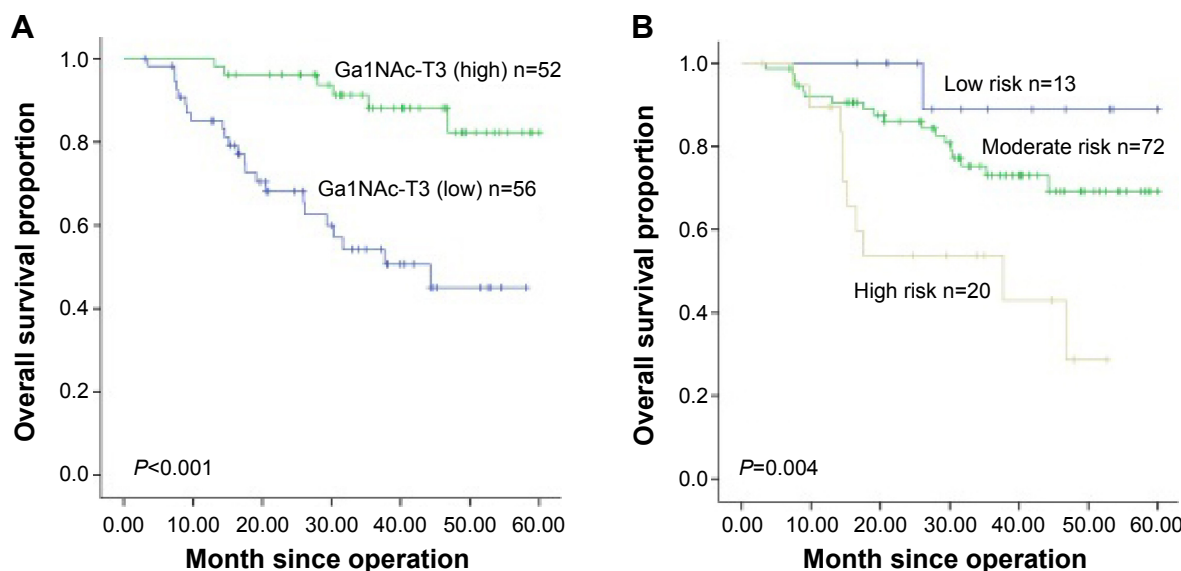 A
Overall survival proportion
1.0
0.8
0.6
0.4
0.2
0.0
Ga1NAc-T3 (high) n=52
Ga1NAc-T3 (low) n=56
P<0.001
0.00 10.00 20.00 30.00 40.00 50.00 60.00
Month since operation
B
Overall survival proportion
1.0
0.8
0.6
0.4
0.2
0.0
Low risk n=13
Moderate risk n=72
High risk n=20
P=0.004
0.00 10.00 20.00 30.00 40.00 50.00 60.00
Month since operation